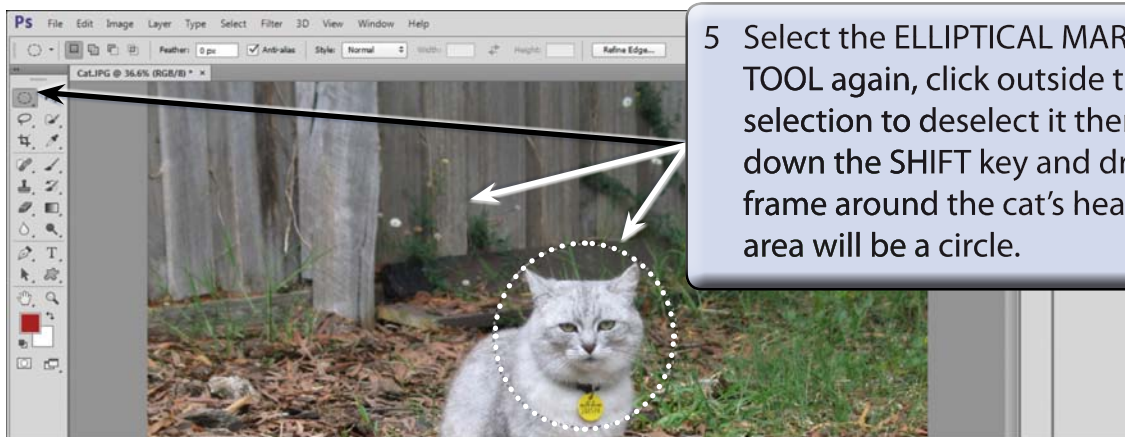 Ps File Edit Image Layer Type Select Filter 3D View Window Help
Feather: 0 px Anti-alias Style: Normal Width: Height: Refine Edge...
Cat.JPG @ 36.6% (RGB/8) * ×
5 Select the ELLIPTICAL MAR
TOOL again, click outside t
selection to deselect it the
down the SHIFT key and dr
frame around the cat's hea
area will be a circle.